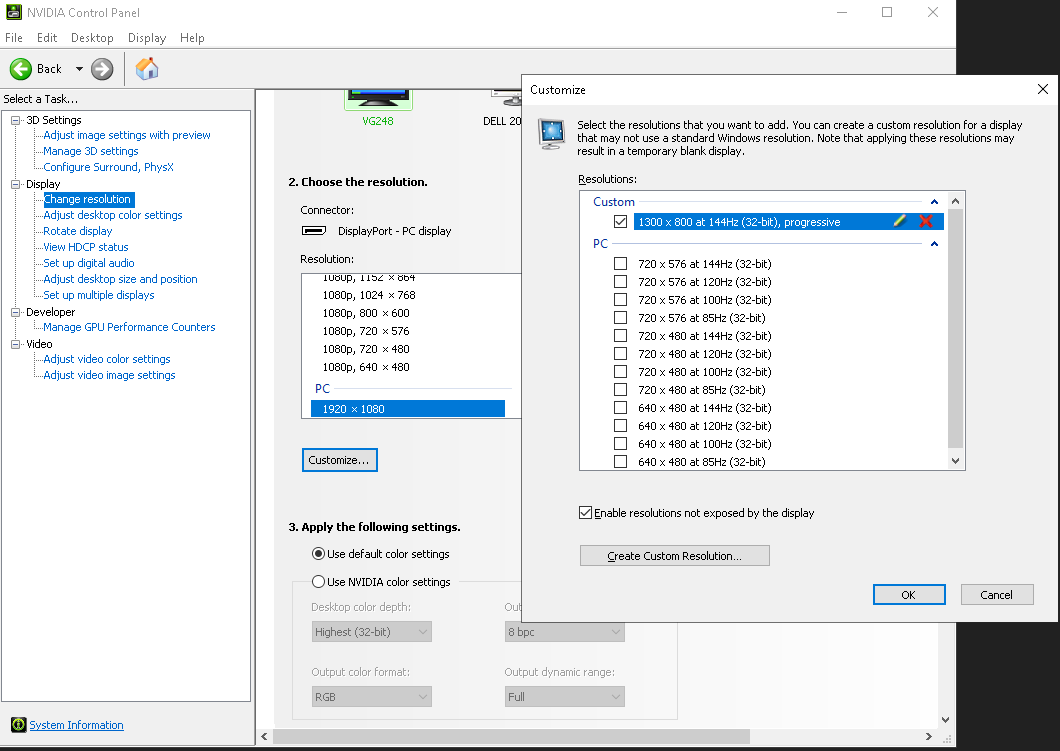 NVIDIA Control Panel
File Edit Desktop Display Help
Back
Select a Task...
3D Settings
Adjust image settings with preview
Manage 3D settings
Configure Surround, PhysX
Display
Change resolution
Adjust desktop color settings
Rotate display
View HDCP status
Set up digital audio
Adjust desktop size and position
Set up multiple displays
Developer
Manage GPU Performance Counters
Video
Adjust video color settings
Adjust video image settings
System Information
VG248
DELL 20
2. Choose the resolution.
Connector:
DisplayPort - PC display
Resolution:
1080p, 1152 × 864
1080p, 1024 × 768
1080p, 800 × 600
1080p, 720 × 576
1080p, 720 × 480
1080p, 640 × 480
PC
1920 × 1080
Customize...
3. Apply the following settings.
Use default color settings
Use NVIDIA color settings
Desktop color depth:
Highest (32-bit)
Out
8 bpc
Output color format:
RGB
Output dynamic range:
Full
Customize
Select the resolutions that you want to add. You can create a custom resolution for a display
that may not use a standard Windows resolution. Note that applying these resolutions may
result in a temporary blank display.
Resolutions:
Custom
1300 x 800 at 144Hz (32-bit), progressive
PC
720 x 576 at 144Hz (32-bit)
720 x 576 at 120Hz (32-bit)
720 x 576 at 100Hz (32-bit)
720 x 576 at 85Hz (32-bit)
720 x 480 at 144Hz (32-bit)
720 x 480 at 120Hz (32-bit)
720 x 480 at 100Hz (32-bit)
720 x 480 at 85Hz (32-bit)
640 x 480 at 144Hz (32-bit)
640 x 480 at 120Hz (32-bit)
640 x 480 at 100Hz (32-bit)
640 x 480 at 85Hz (32-bit)
Enable resolutions not exposed by the display
Create Custom Resolution...
OK
Cancel